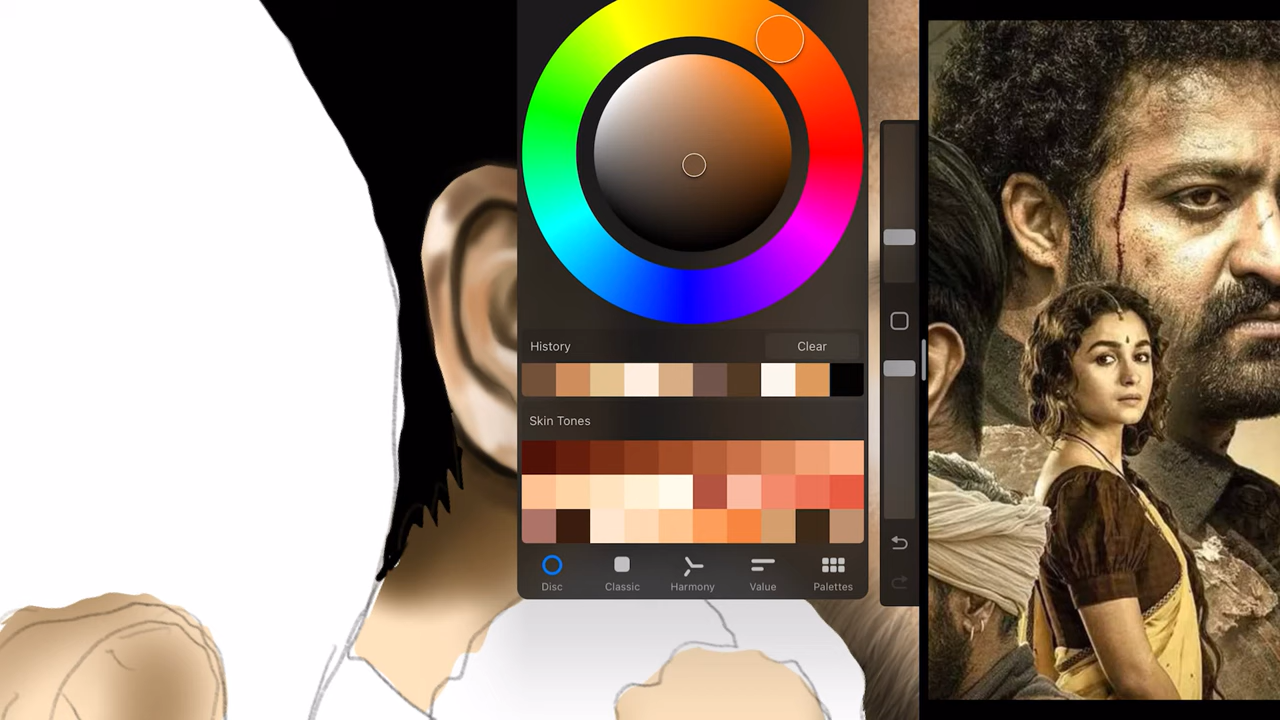 History
Clear
Skin Tones
Disc
Classic
Harmony
Value
Palettes